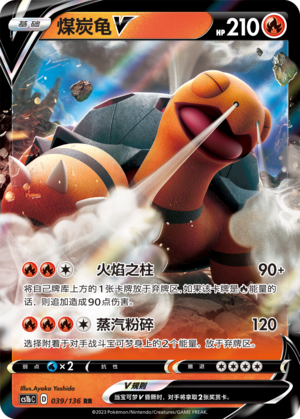 基础
煤炭龟V
HP210
火焰之柱 90+
将自己牌库上方的1张卡牌放于弃牌区,如果该卡牌是能量的
话,则追加造成90点伤害。
蒸汽粉碎 120
选择附着于对手战斗宝可梦身上的2个能量,放于弃牌区。
弱点 ×2 抗性 撤退
Illus. Ayaka Yoshida
V规则
当宝可梦V昏厥时,对手将拿取2张奖赏卡。
cs1b C D 039/136 RR
©2023 Pokémon/Nintendo/Creatures/GAME FREAK.